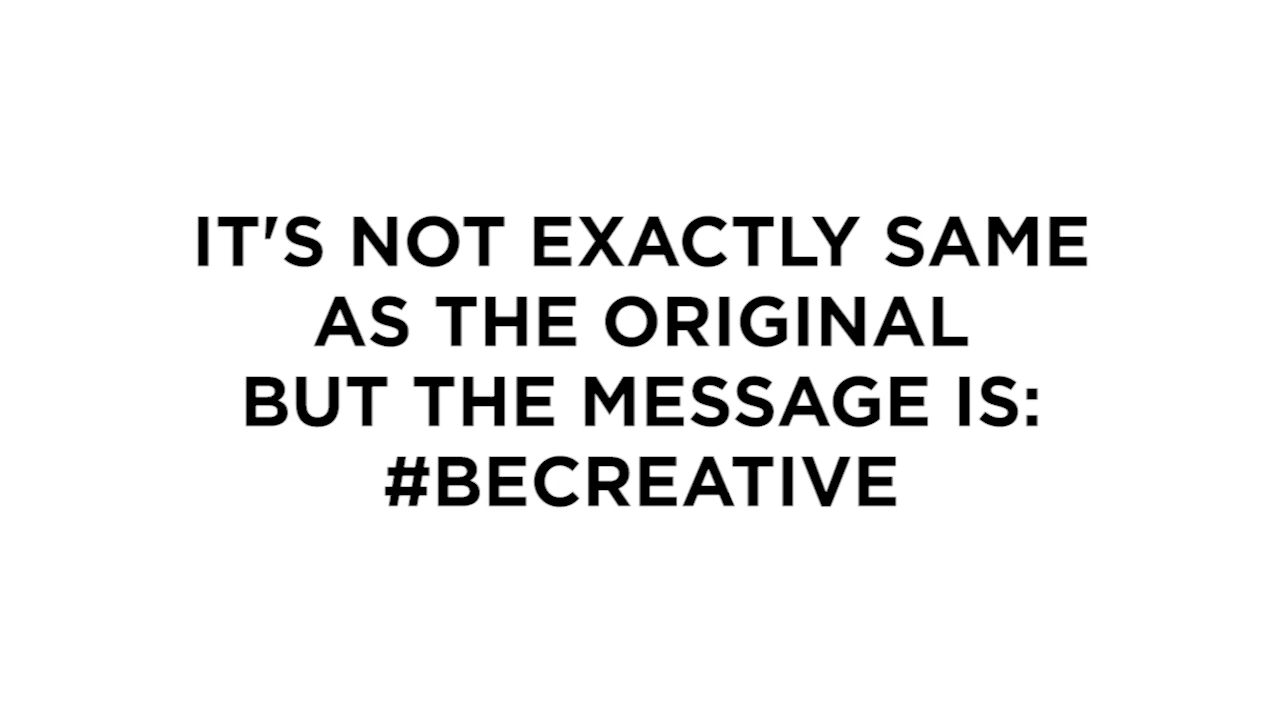 IT'S NOT EXACTLY SAME
AS THE ORIGINAL
BUT THE MESSAGE IS:
#BECREATIVE